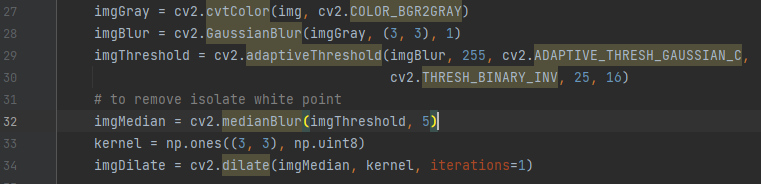 27 imgGray = cv2.cvtColor(img, cv2.COLOR_BGR2GRAY)
28 imgBlur = cv2.GaussianBlur(imgGray, (3, 3), 1)
29 imgThreshold = cv2.adaptiveThreshold(imgBlur, 255, cv2.ADAPTIVE_THRESH_GAUSSIAN_C,
30 cv2.THRESH_BINARY_INV, 25, 16)
31 # to remove isolate white point
32 imgMedian = cv2.medianBlur(imgThreshold, 5)
33 kernel = np.ones((3, 3), np.uint8)
34 imgDilate = cv2.dilate(imgMedian, kernel, iterations=1)